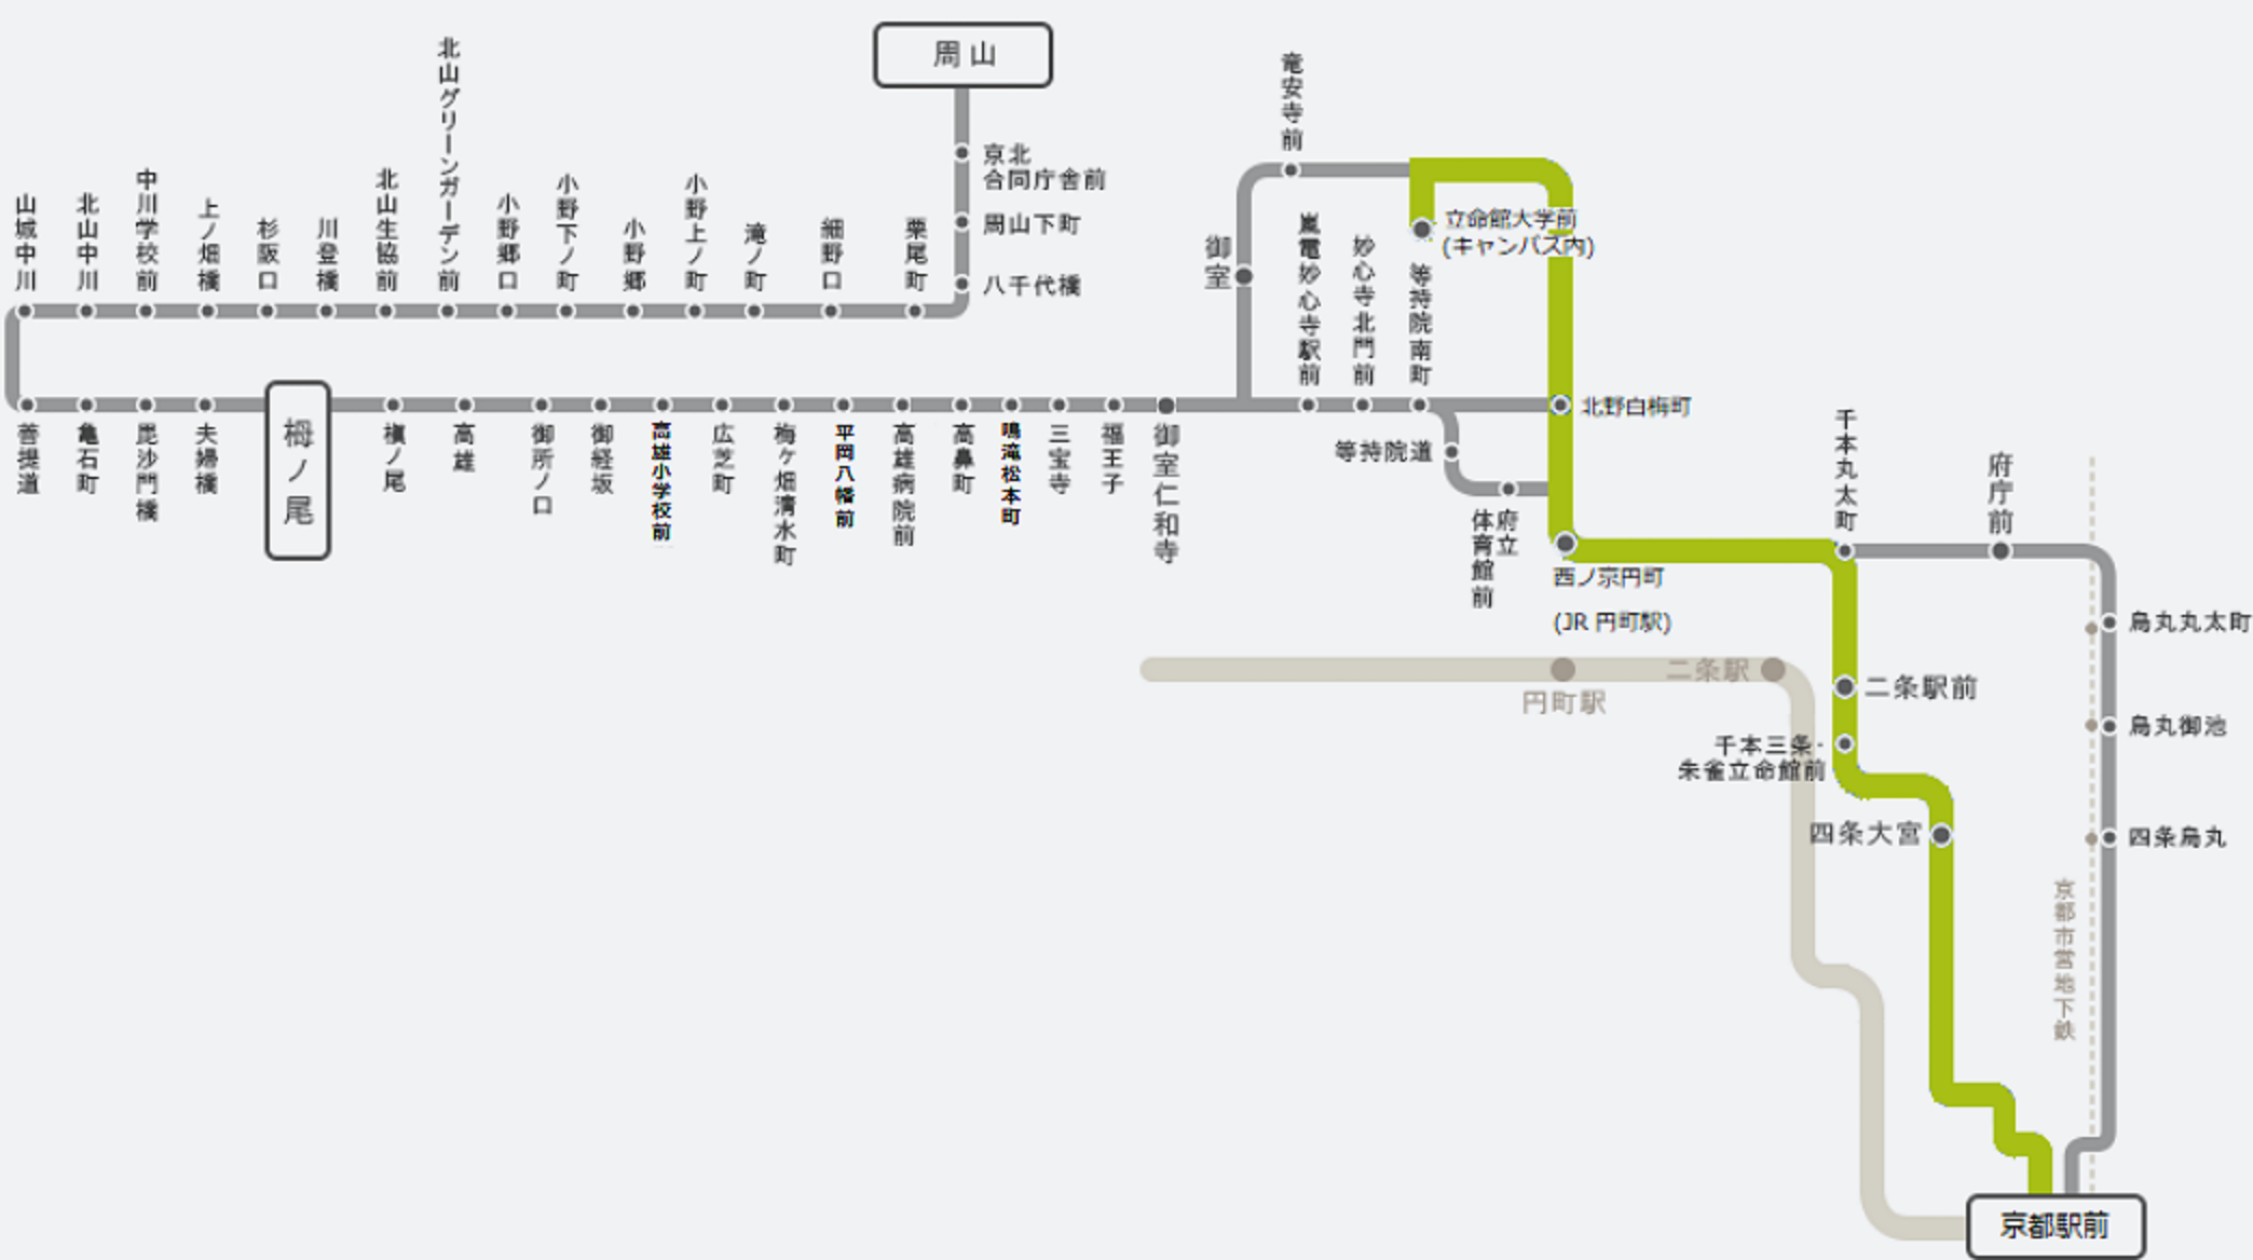 周山
京北
合同庁舎前
周山下町
八千代橋
山城中川
北山中川
中川学校前
上ノ畑橋
杉阪口
川登橋
北山生協前
北山グリーンガーデン前
小野郷口
小野下ノ町
小野郷
小野上ノ町
滝ノ町
細野口
栗尾町
善提道
亀石町
毘沙門橋
夫婦橋
栂ノ尾
槇ノ尾
高雄
御所ノ口
御経坂
高雄小学校前
広芝町
梅ヶ畑清水町
平岡八幡前
高雄病院前
高鼻町
鳴滝松本町
三宝寺
福王子
御室仁和寺
御室
竜安寺前
嵐電妙心寺駅前
妙心寺北門前
等持院南町
立命館大学前
(キャンパス内)
北野白梅町
等持院道
府立
体育館前
西ノ京円町
(JR 円町駅)
千本丸太町
府庁前
烏丸丸太町
烏丸御池
四条烏丸
円町駅
二条駅
二条駅前
千本三条・
朱雀立命館前
四条大宮
京都市営地下鉄
京都駅前